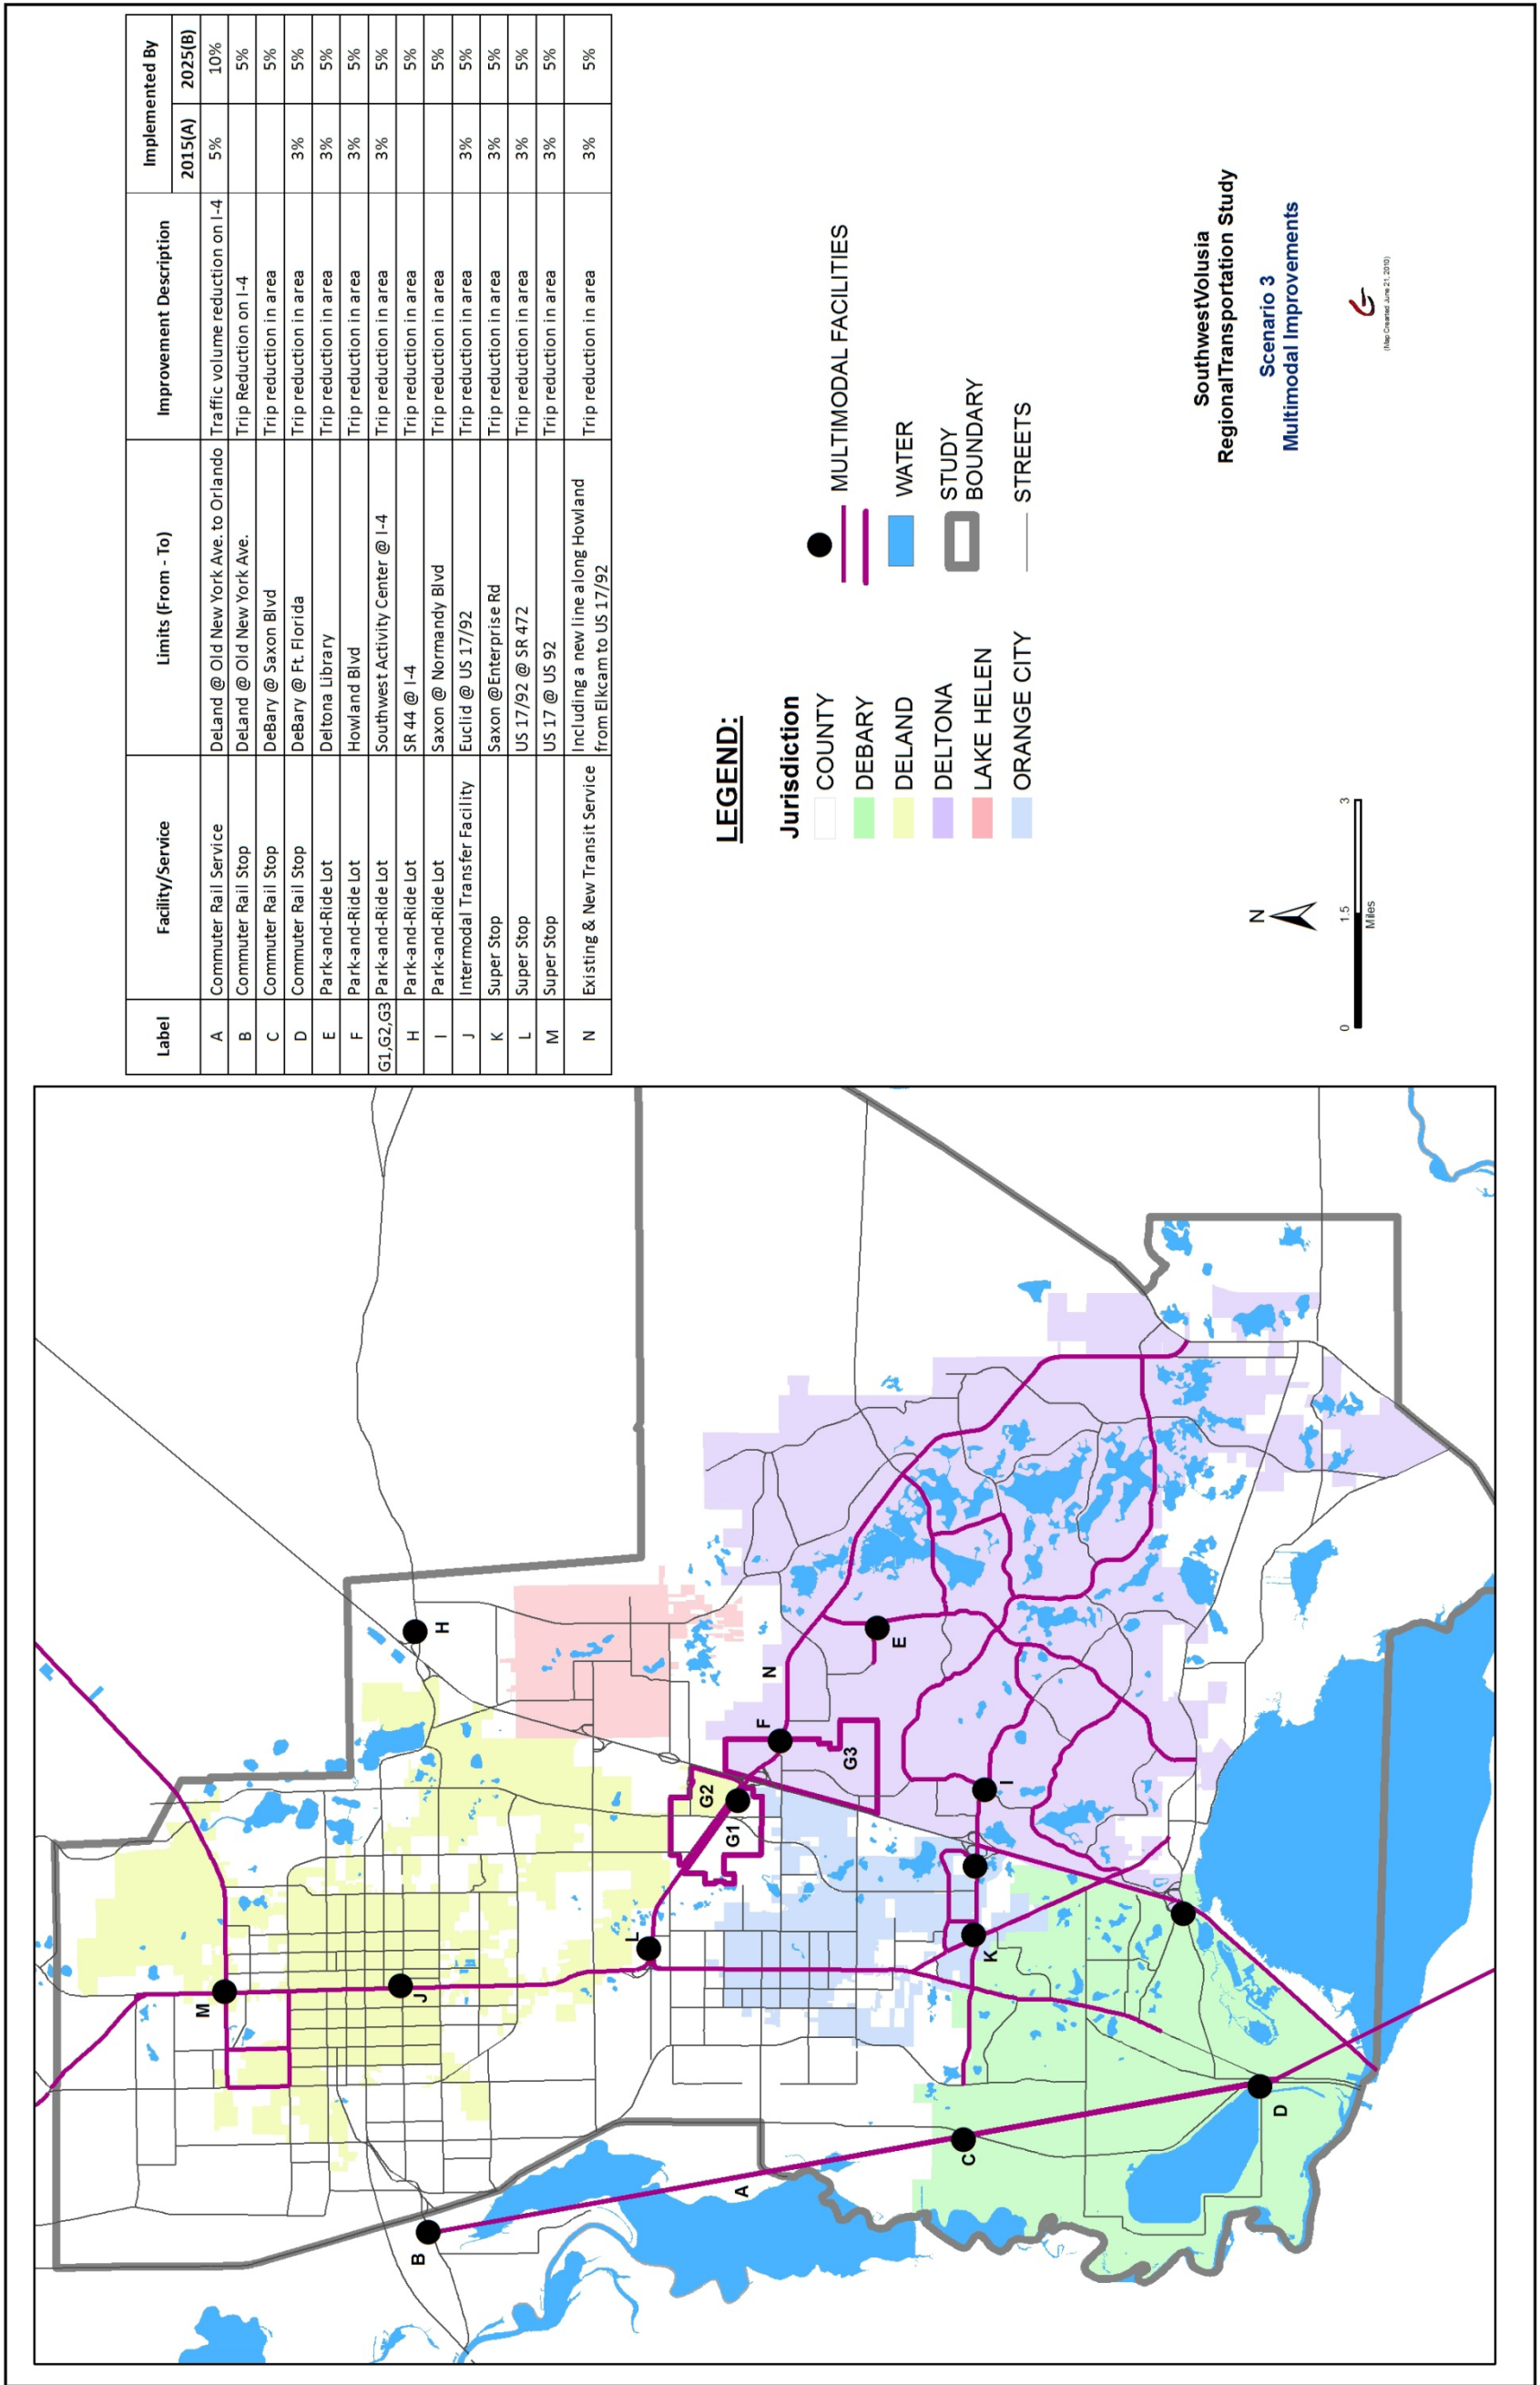 Label Facility/Service Limits (From - To) Improvement Description Implemented By
2015(A) 2025(B)
A Commuter Rail Service DeLand @ Old New York Ave. to Orlando Traffic volume reduction on I-4 5% 10%
B Commuter Rail Stop DeLand @ Old New York Ave. Trip Reduction on I-4 5%
C Commuter Rail Stop DeBary @ Saxon Blvd Trip reduction in area 5%
D Commuter Rail Stop DeBary @ Ft. Florida Trip reduction in area 3% 5%
E Park-and-Ride Lot Deltona Library Trip reduction in area 3% 5%
F Park-and-Ride Lot Howland Blvd Trip reduction in area 3% 5%
G1,G2,G3 Park-and-Ride Lot Southwest Activity Center @ I-4 Trip reduction in area 3% 5%
H Park-and-Ride Lot SR 44 @ I-4 Trip reduction in area 5%
I Park-and-Ride Lot Saxon @ Normandy Blvd Trip reduction in area 5%
J Intermodal Transfer Facility Euclid @ US 17/92 Trip reduction in area 3% 5%
K Super Stop Saxon @Enterprise Rd Trip reduction in area 3% 5%
L Super Stop US 17/92 @ SR 472 Trip reduction in area 3% 5%
M Super Stop US 17 @ US 92 Trip reduction in area 3% 5%
N Existing & New Transit Service Including a new line along Howland Trip reduction in area 3% 5%
from Elkcam to US 17/92
LEGEND:
Jurisdiction
COUNTY
DEBARY
DELAND
DELTONA
LAKE HELEN
ORANGE CITY
MULTIMODAL FACILITIES
WATER
STUDY
BOUNDARY
STREETS
N
0 1.5 3
Miles
SouthwestVolusia
RegionalTransportation Study
Scenario 3
Multimodal Improvements
(Map Created June 21, 2010)
M
H
B
J
L
G2
F
N
G1
A
G3
E
I
K
C
D